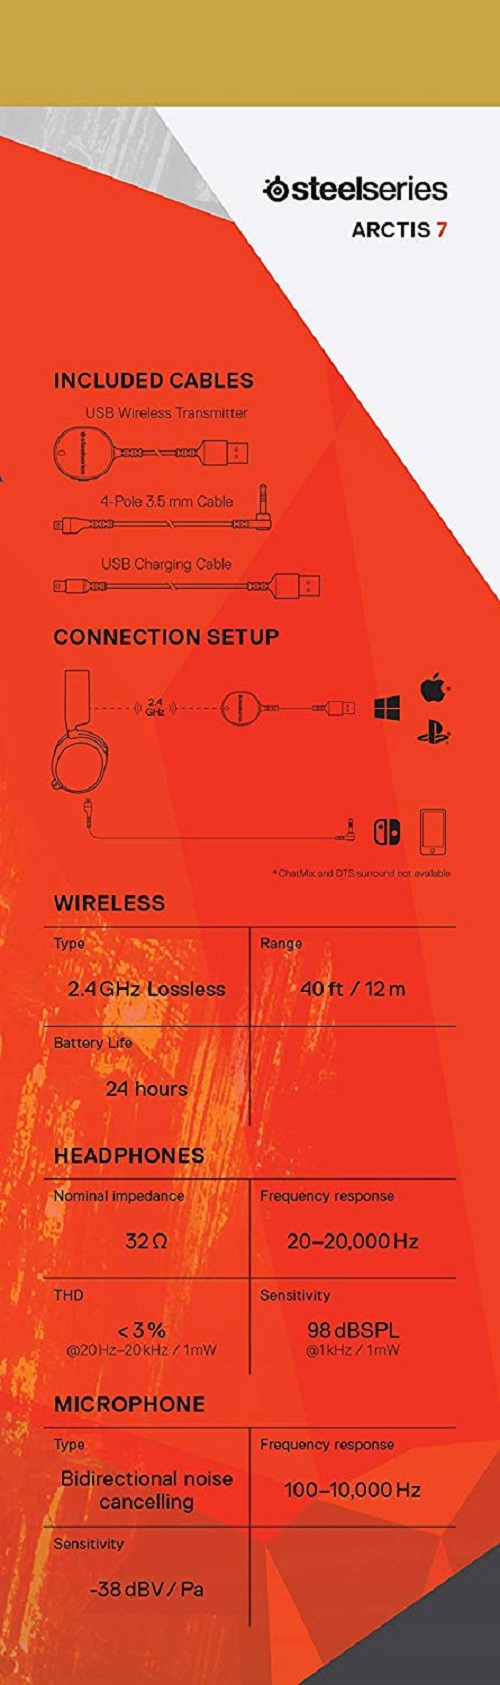 steelseries
ARCTIS 7
INCLUDED CABLES
USB Wireless Transmitter
steelseries
4-Pole 3.5 mm Cable
USB Charging Cable
CONNECTION SETUP
2.4
GHz
* ChatMix and DTS surround not available
WIRELESS
Type
Range
2.4GHz Lossless
40 ft / 12 m
Battery Life
24 hours
HEADPHONES
Nominal impedance
Frequency response
32 Ω
20–20,000 Hz
THD
Sensitivity
<3%
98 dBSPL
@20Hz–20kHz / 1mW
@1kHz / 1mW
MICROPHONE
Type
Frequency response
Bidirectional noise
cancelling
100–10,000 Hz
Sensitivity
-38 dBV / Pa